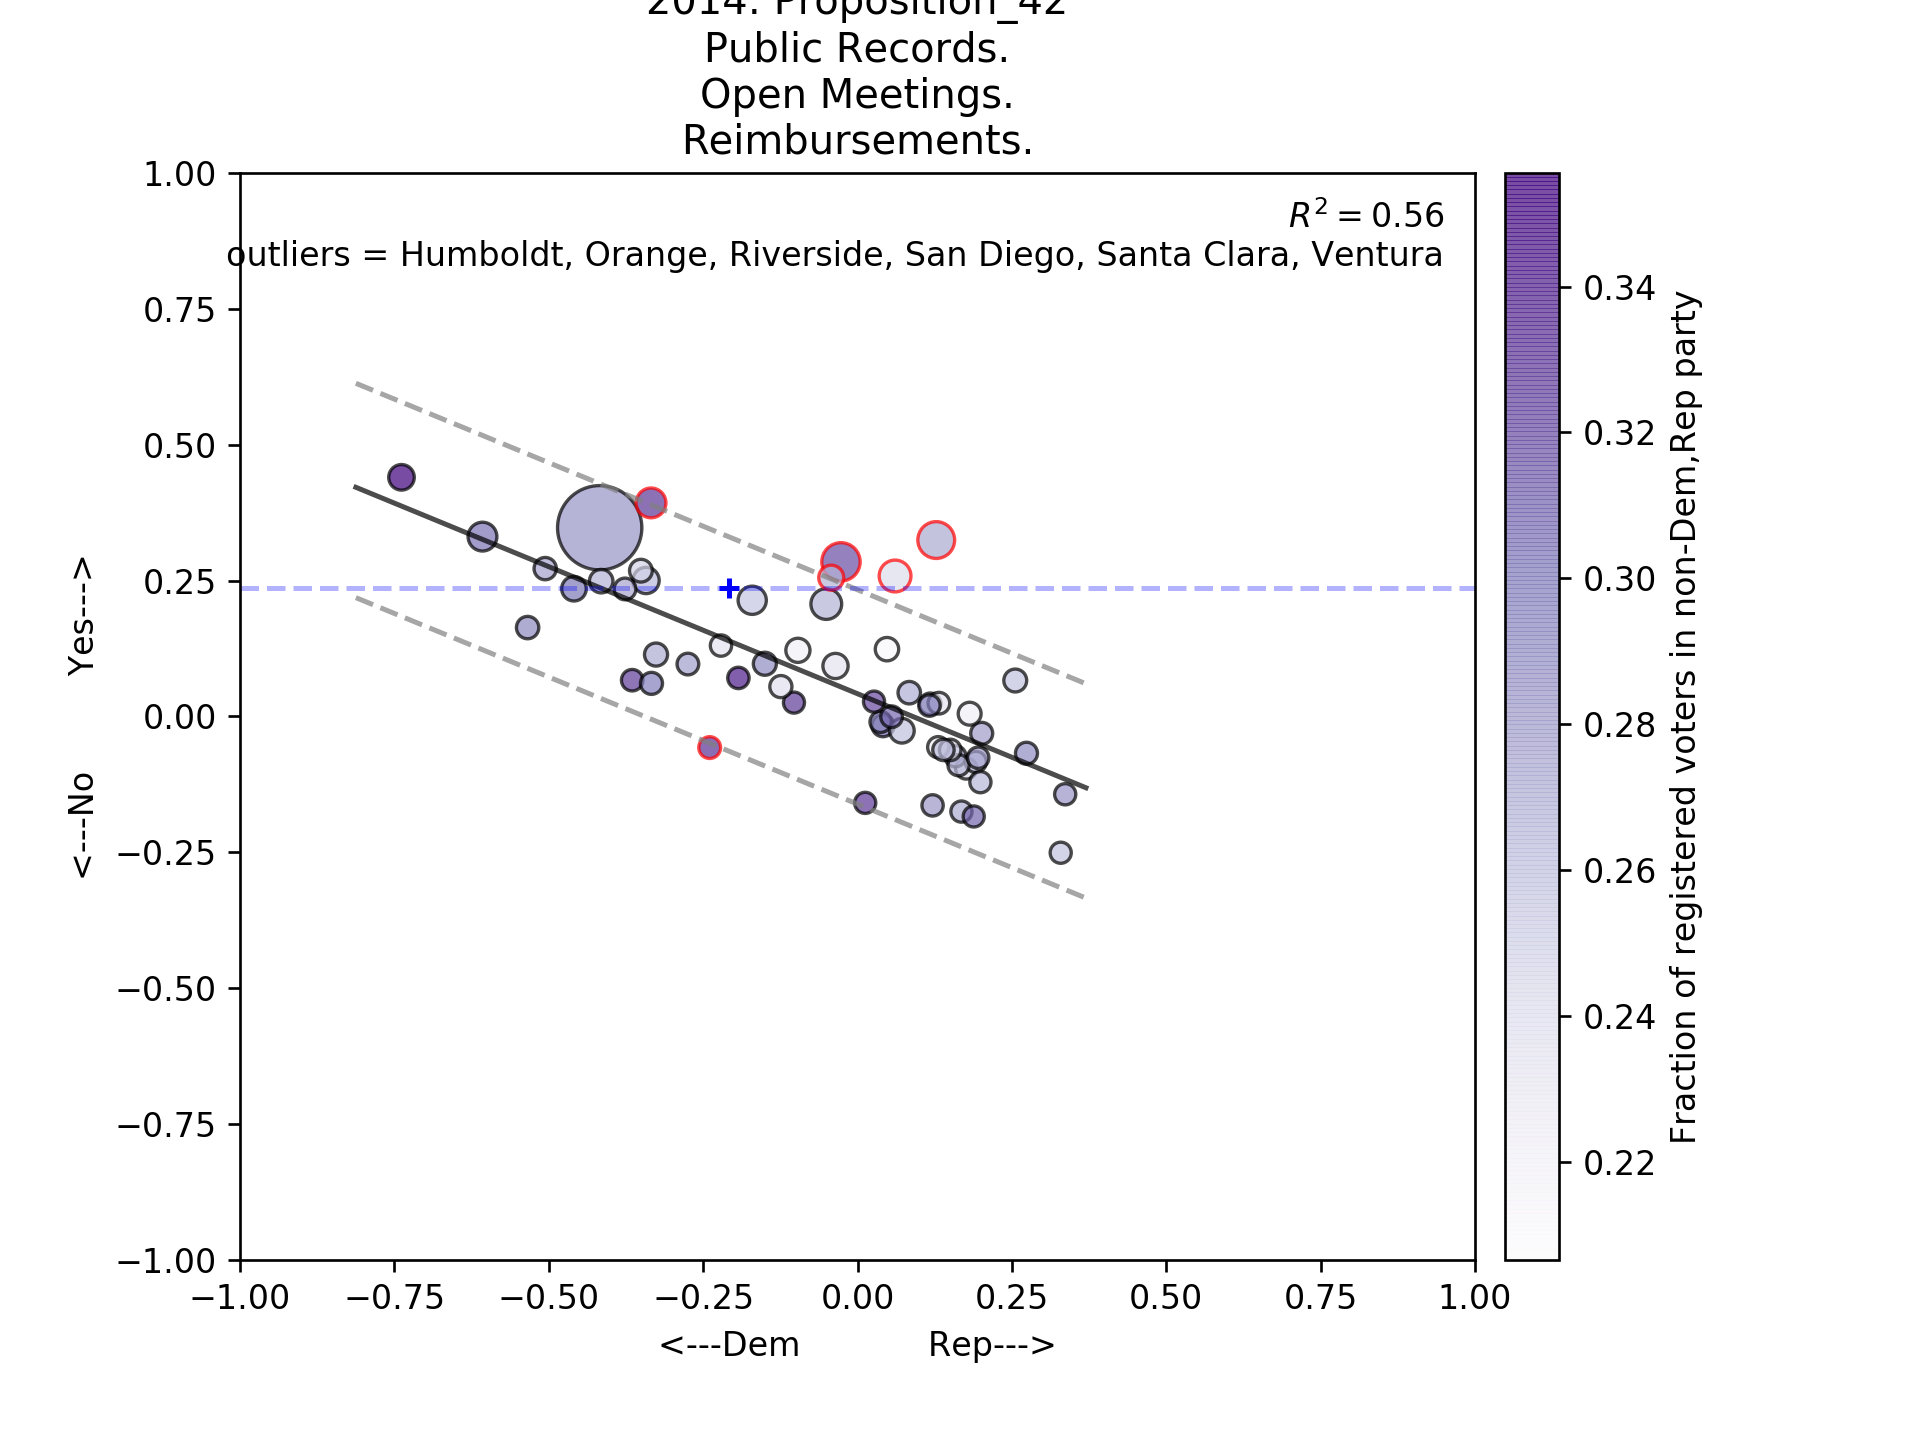 2014. Proposition_42
Public Records.
Open Meetings.
Reimbursements.
R² = 0.56
outliers = Humboldt, Orange, Riverside, San Diego, Santa Clara, Ventura
1.00
0.75
0.50
0.25
0.00
−0.25
−0.50
−0.75
−1.00
<---No Yes--->
−1.00 −0.75 −0.50 −0.25 0.00 0.25 0.50 0.75 1.00
<---Dem Rep--->
0.34
0.32
0.30
0.28
0.26
0.24
0.22
Fraction of registered voters in non-Dem,Rep party